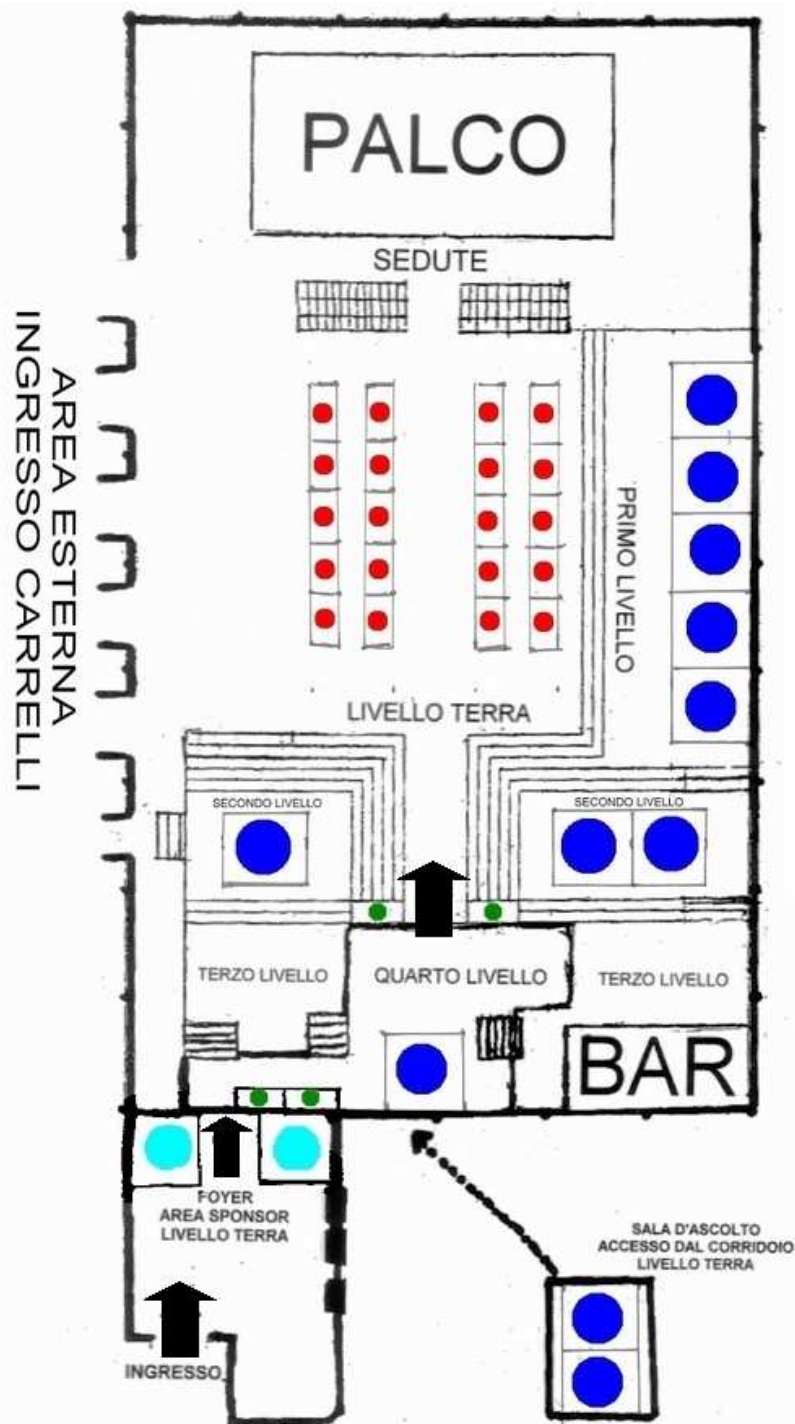 PALCO
SEDUTE
AREA ESTERNA
INGRESSO CARRELLI
PRIMO LIVELLO
LIVELLO TERRA
SECONDO LIVELLO
SECONDO LIVELLO
TERZO LIVELLO
QUARTO LIVELLO
TERZO LIVELLO
BAR
FOYER
AREA SPONSOR
LIVELLO TERRA
SALA D'ASCOLTO
ACCESSO DAL CORRIDOIO
LIVELLO TERRA
INGRESSO